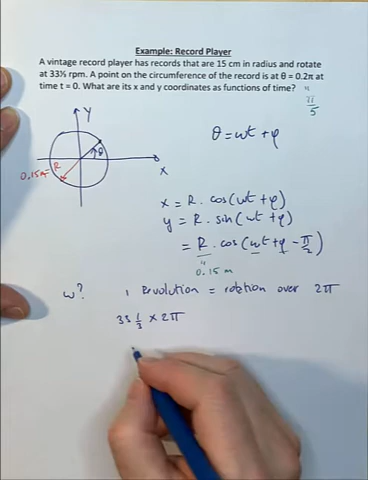 Example: Record Player
A vintage record player has records that are 15 cm in radius and rotate
at 33⅓ rpm. A point on the circumference of the record is at θ = 0.2π at
time t = 0. What are its x and y coordinates as functions of time?
"
π/5
Y
θ = ωt + φ
R
θ
0.15m
X
x = R . cos(ωt + φ)
y = R . sin(ωt + φ)
= R . cos(ωt + φ - π/2)
"
0.15 m
ω? 1 Revolution = rotation over 2π
33 1/3 × 2π